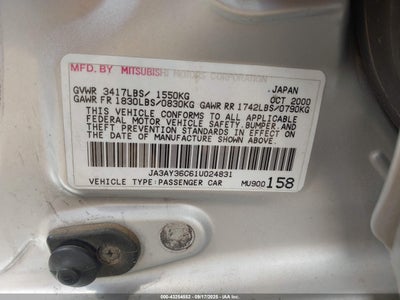 MFD. BY MITSUBISHI MOTORS CORPORATION
GVWR 3417LBS/ 1550KG JAPAN
OCT 2000
GAWR FR 1830LBS/0830KG GAWR RR 1742LBS/0790KG
THIS VEHICLE CONFORMS TO ALL APPLICABLE
FEDERAL MOTOR VEHICLE SAFETY,BUMPER,AND
THEFT PREVENTION STANDARDS IN EFFECT ON
THE DATE OF MANUFACTURE SHOWN ABOVE.
JA3AY36C61U024831
VEHICLE TYPE:PASSENGER CAR MU900158